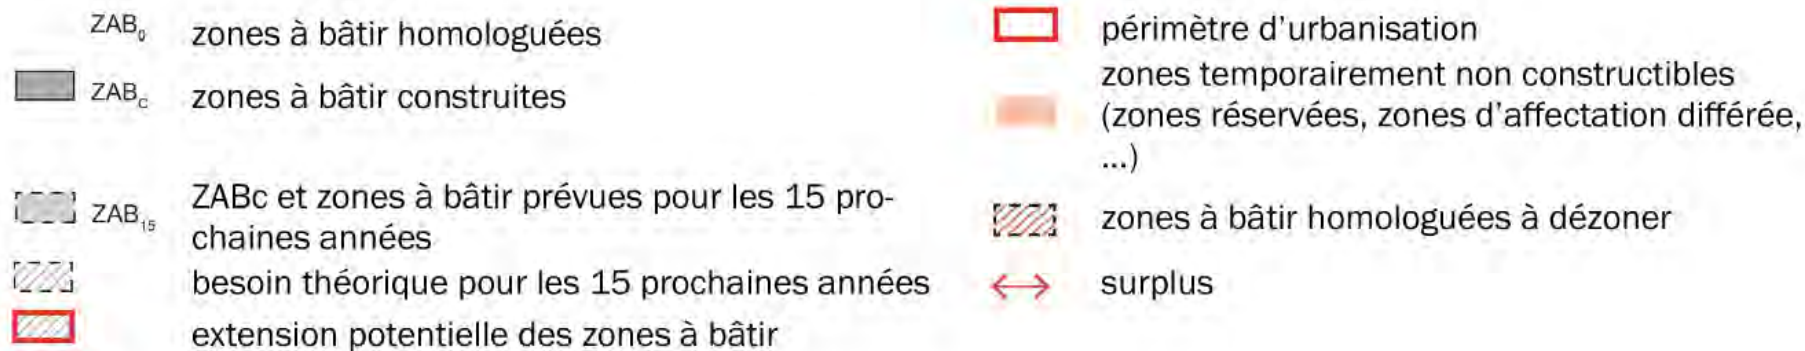 ZAB₀ zones à bâtir homologuées
ZABc zones à bâtir construites
ZAB₁₅ ZABc et zones à bâtir prévues pour les 15 pro-
chaines années
besoin théorique pour les 15 prochaines années
extension potentielle des zones à bâtir
périmètre d'urbanisation
zones temporairement non constructibles
(zones réservées, zones d'affectation différée,
...)
zones à bâtir homologuées à dézoner
surplus